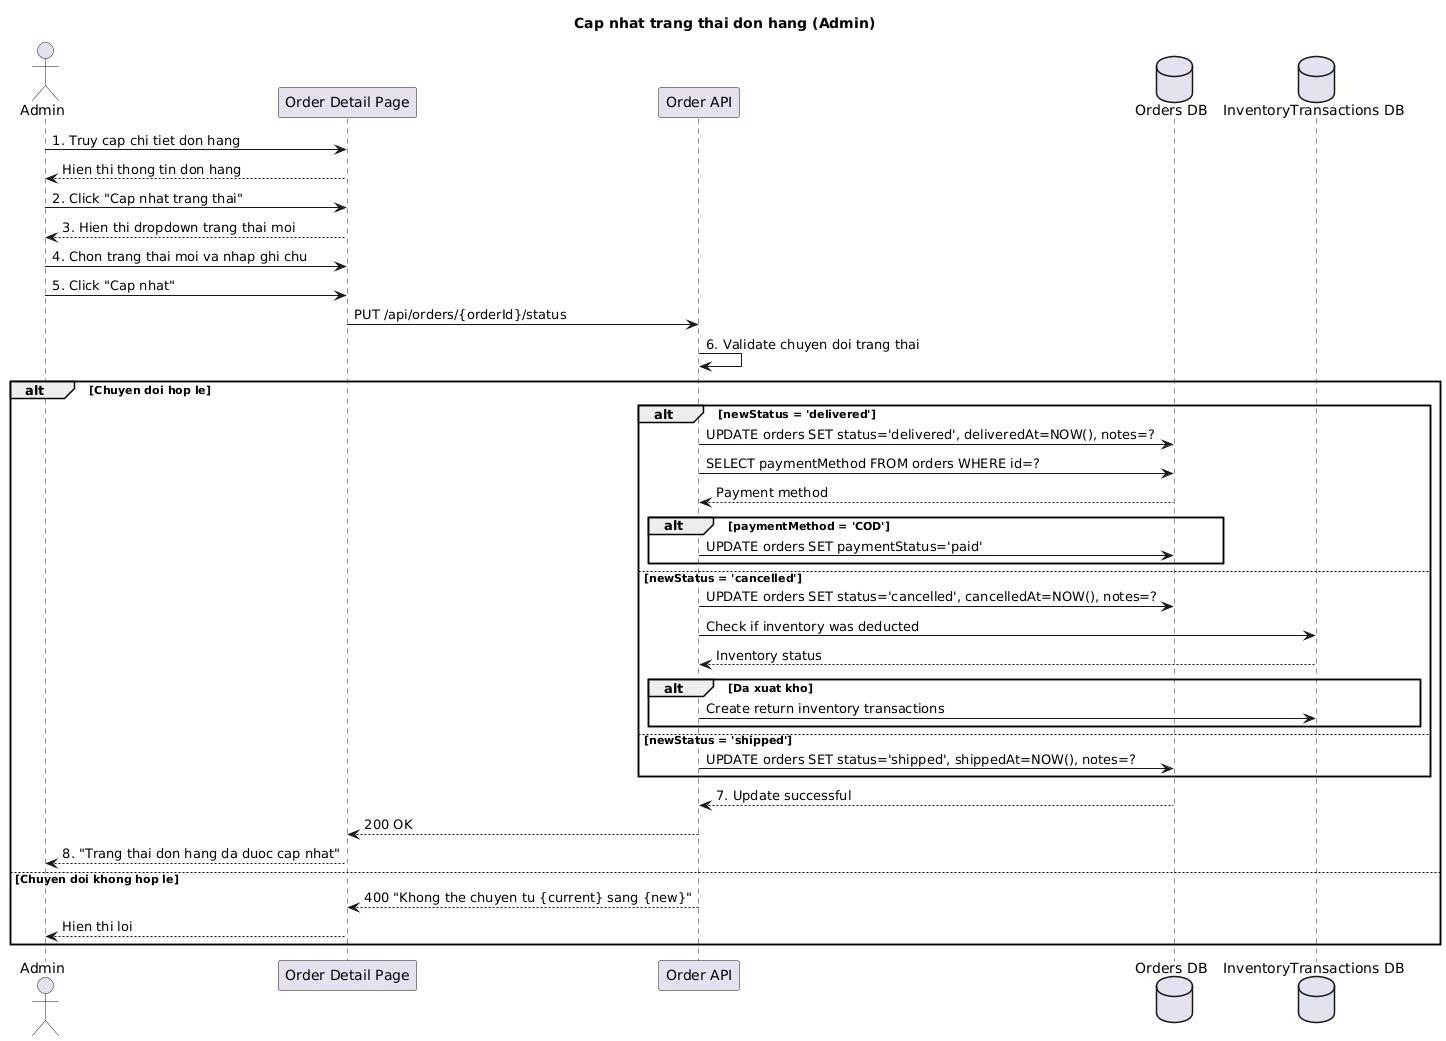 Cap nhat trang thai don hang (Admin)
Admin
Order Detail Page
Order API
Orders DB
InventoryTransactions DB
1. Truy cap chi tiet don hang
Hien thi thong tin don hang
2. Click "Cap nhat trang thai"
3. Hien thi dropdown trang thai moi
4. Chon trang thai moi va nhap ghi chu
5. Click "Cap nhat"
PUT /api/orders/{orderId}/status
6. Validate chuyen doi trang thai
alt [Chuyen doi hop le]
alt [newStatus = 'delivered']
UPDATE orders SET status='delivered', deliveredAt=NOW(), notes=?
SELECT paymentMethod FROM orders WHERE id=?
Payment method
alt [paymentMethod = 'COD']
UPDATE orders SET paymentStatus='paid'
[newStatus = 'cancelled']
UPDATE orders SET status='cancelled', cancelledAt=NOW(), notes=?
Check if inventory was deducted
Inventory status
alt [Da xuat kho]
Create return inventory transactions
[newStatus = 'shipped']
UPDATE orders SET status='shipped', shippedAt=NOW(), notes=?
7. Update successful
200 OK
8. "Trang thai don hang da duoc cap nhat"
[Chuyen doi khong hop le]
400 "Khong the chuyen tu {current} sang {new}"
Hien thi loi
Admin
Order Detail Page
Order API
Orders DB
InventoryTransactions DB